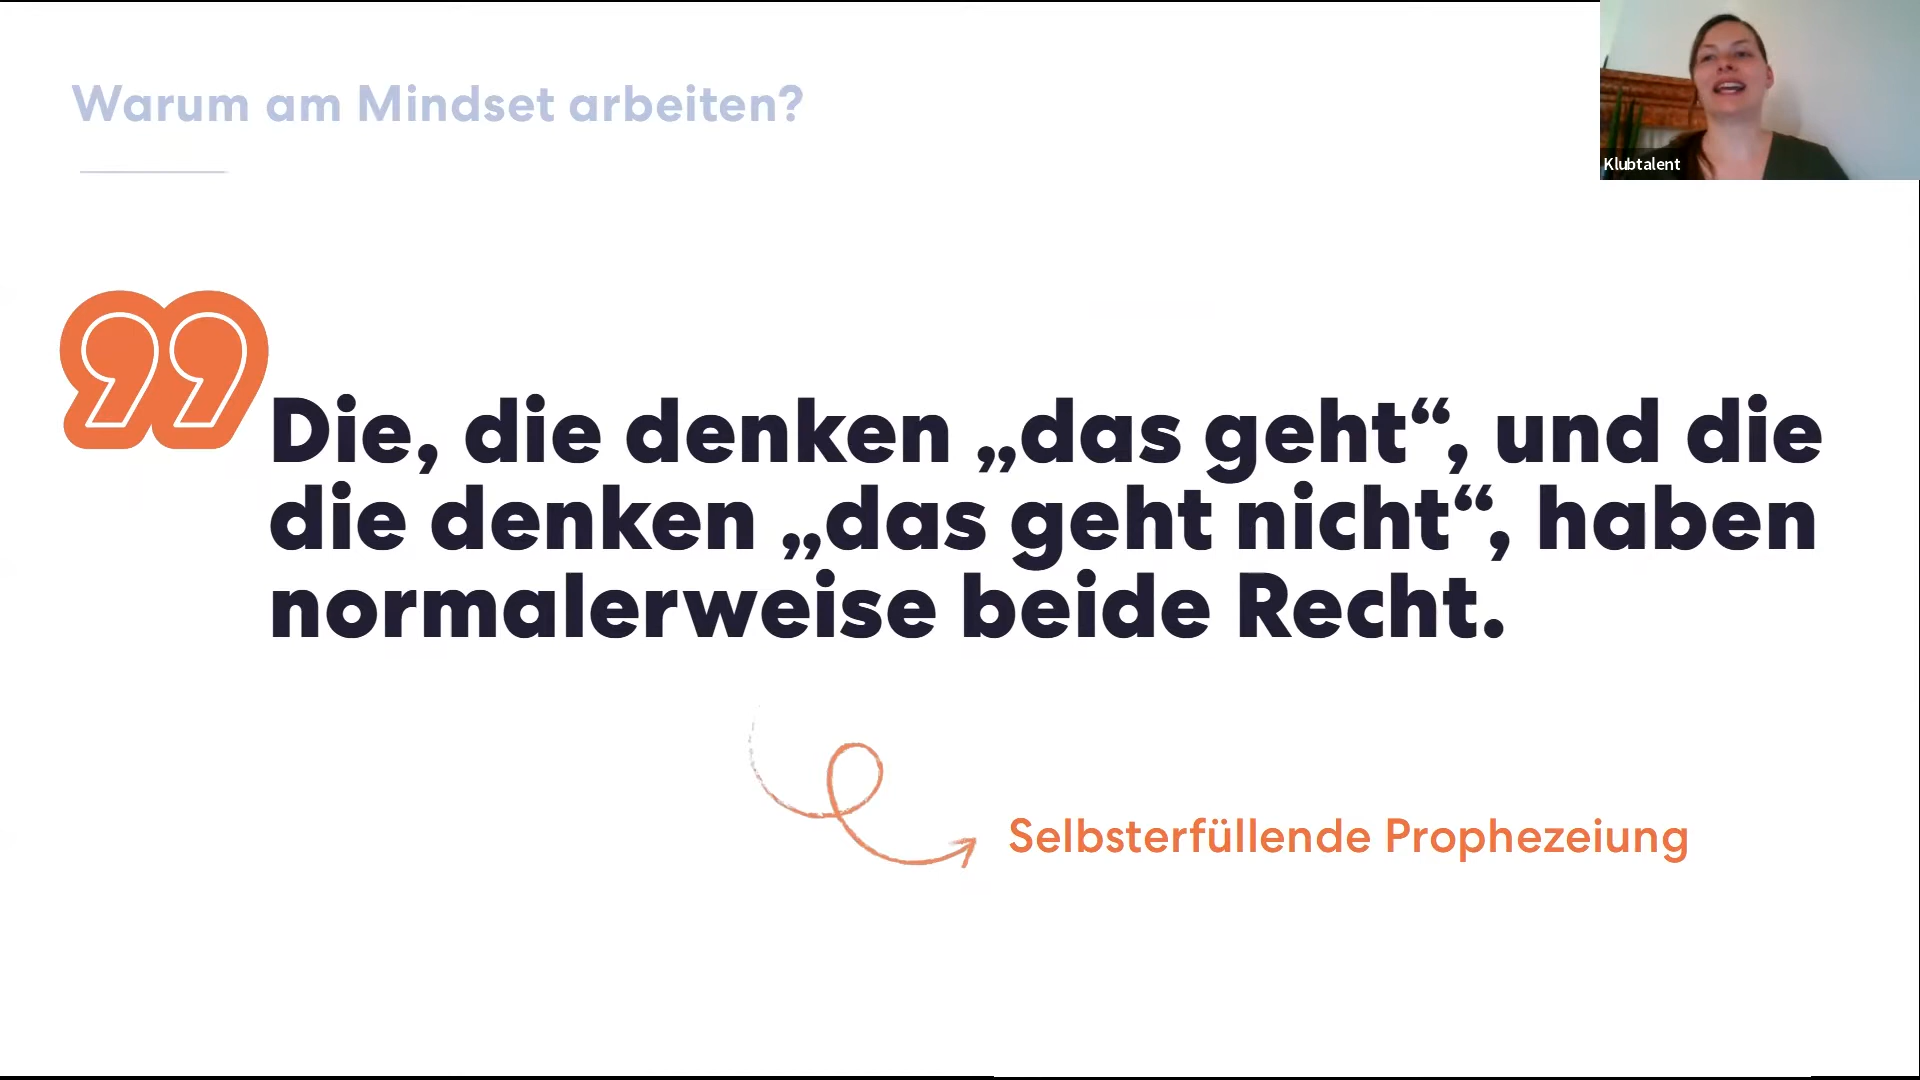 Warum am Mindset arbeiten?
Klubtalent
Die, die denken „das geht“, und die
die denken „das geht nicht“, haben
normalerweise beide Recht.
Selbsterfüllende Prophezeiung